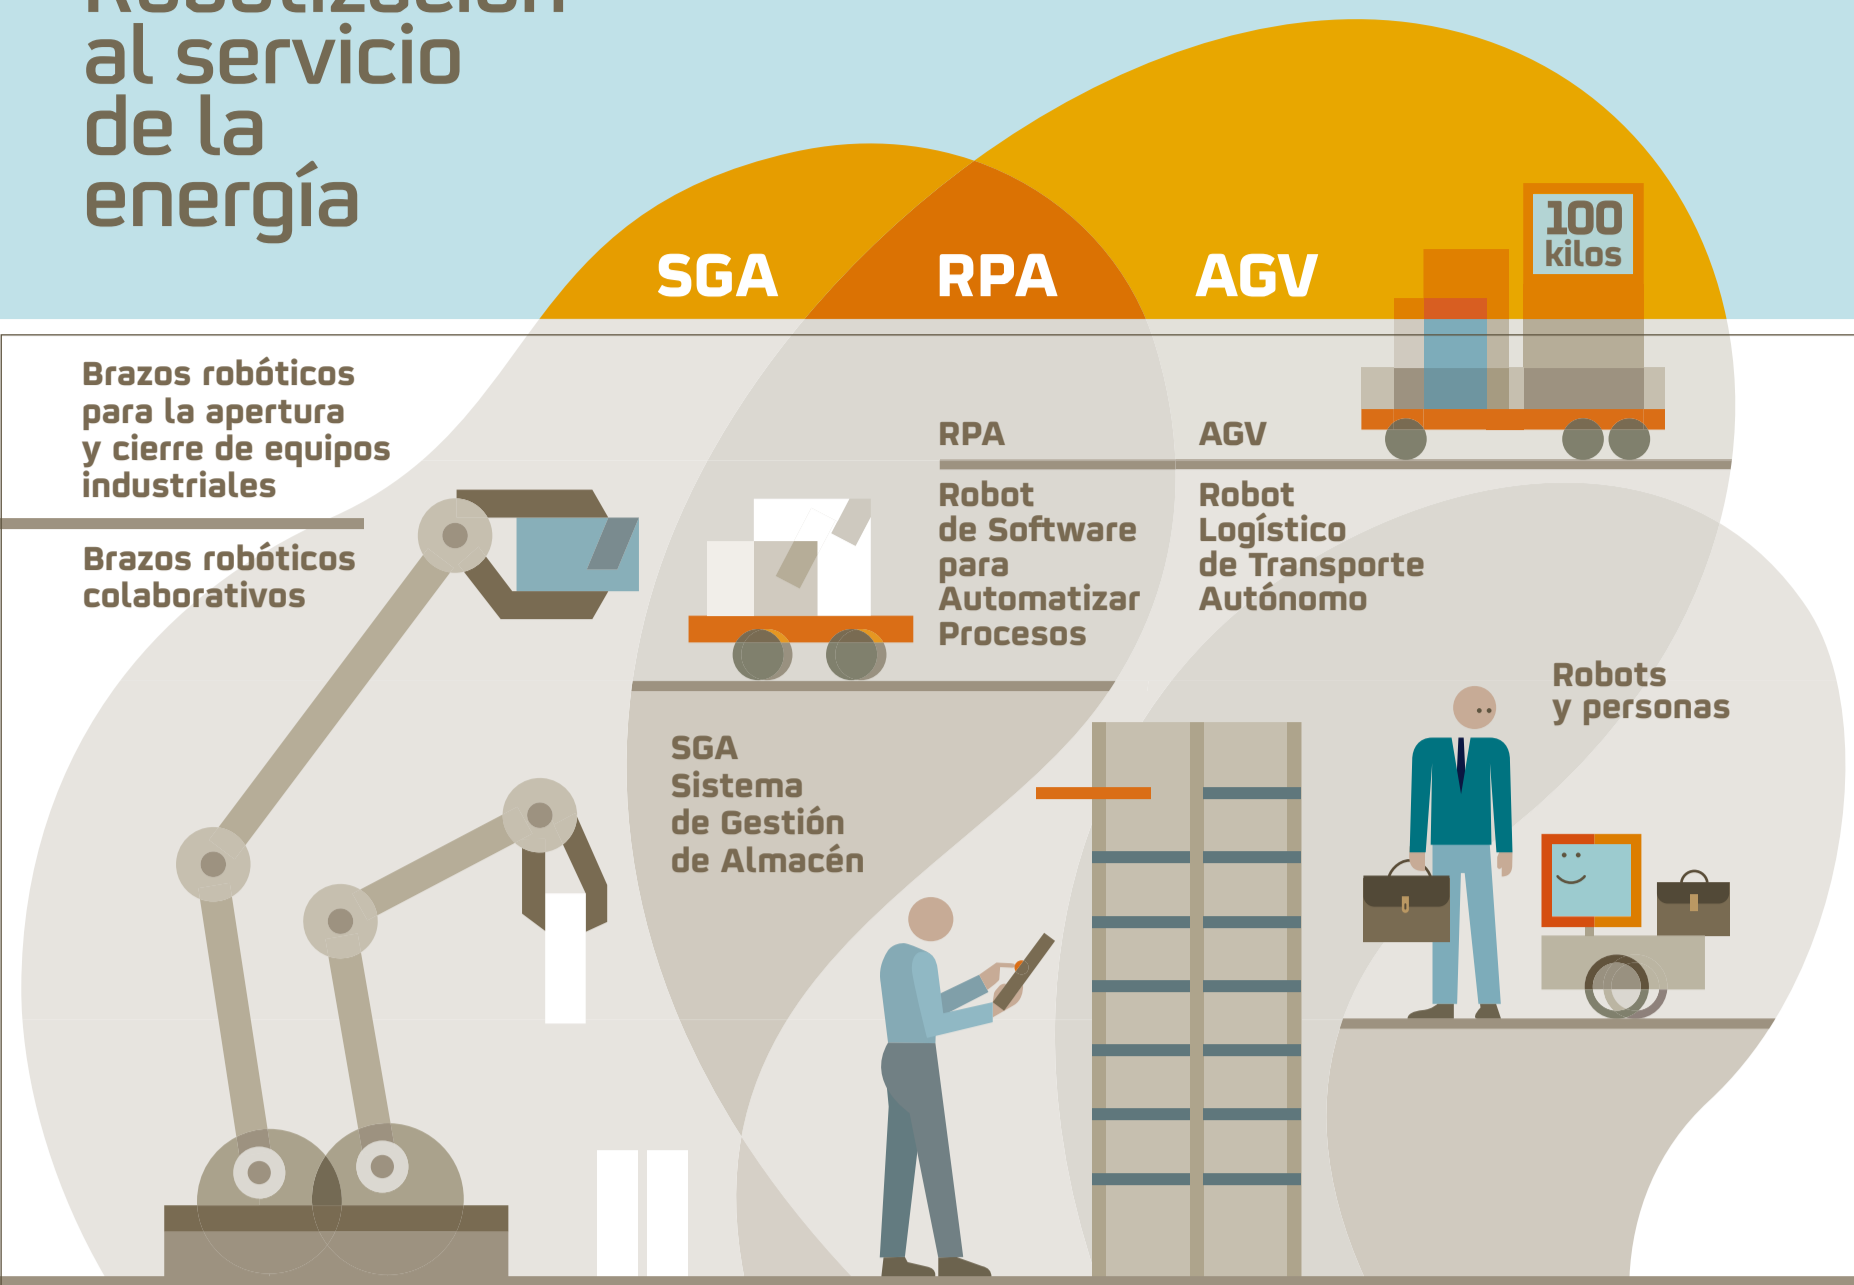 Robotización
al servicio
de la
energía
SGA
RPA
AGV
100
kilos
Brazos robóticos
para la apertura
y cierre de equipos
industriales
Brazos robóticos
colaborativos
RPA
Robot
de Software
para
Automatizar
Procesos
AGV
Robot
Logístico
de Transporte
Autónomo
SGA
Sistema
de Gestión
de Almacén
Robots
y personas